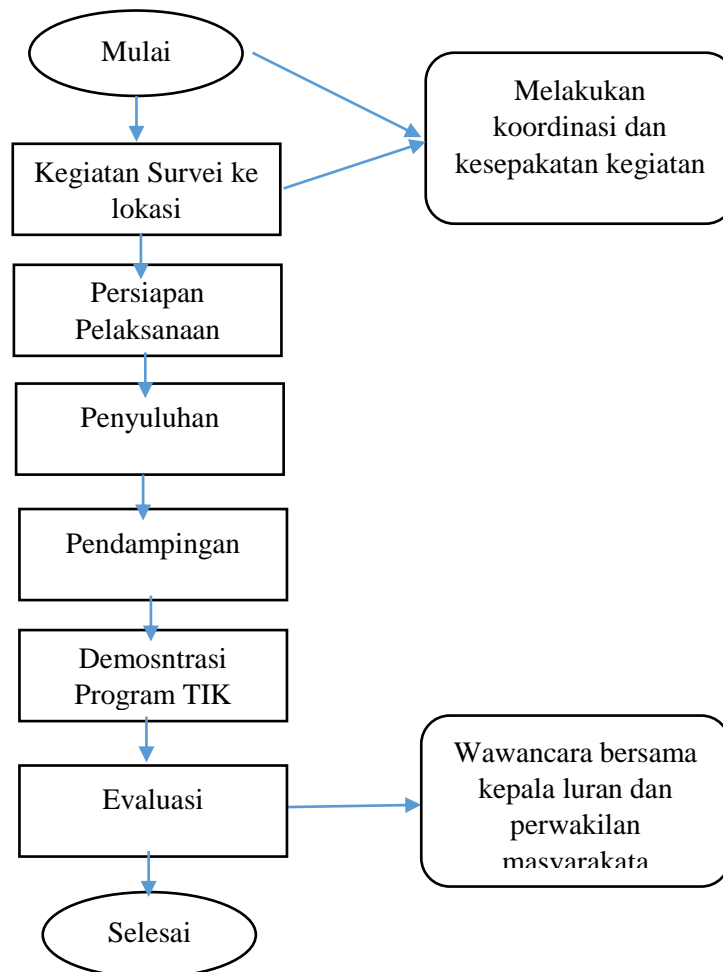 Mulai
Melakukan
koordinasi dan
kesepakatan kegiatan
Kegiatan Survei ke
lokasi
Persiapan
Pelaksanaan
Penyuluhan
Pendampingan
Demosntrasi
Program TIK
Evaluasi
Wawancara bersama
kepala luran dan
perwakilan
masyarakata
Selesai